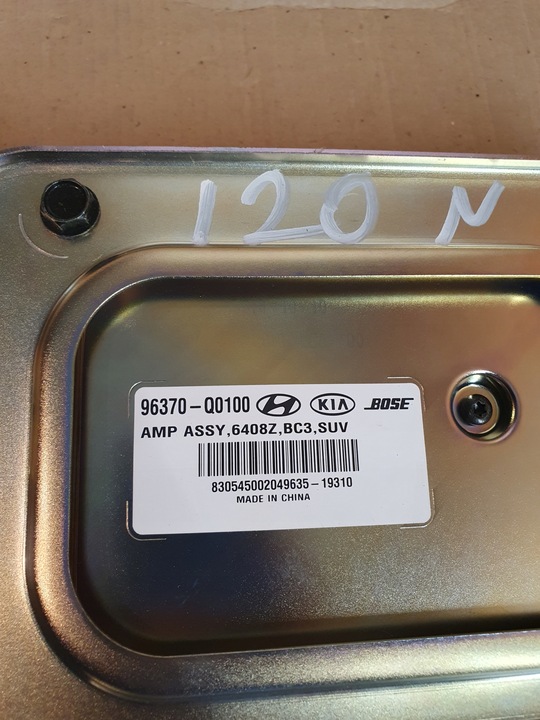 120 N
96370-Q0100 KIA BOSE
AMP ASSY,6408Z,BC3,SUV
830545002049635-19310
MADE IN CHINA